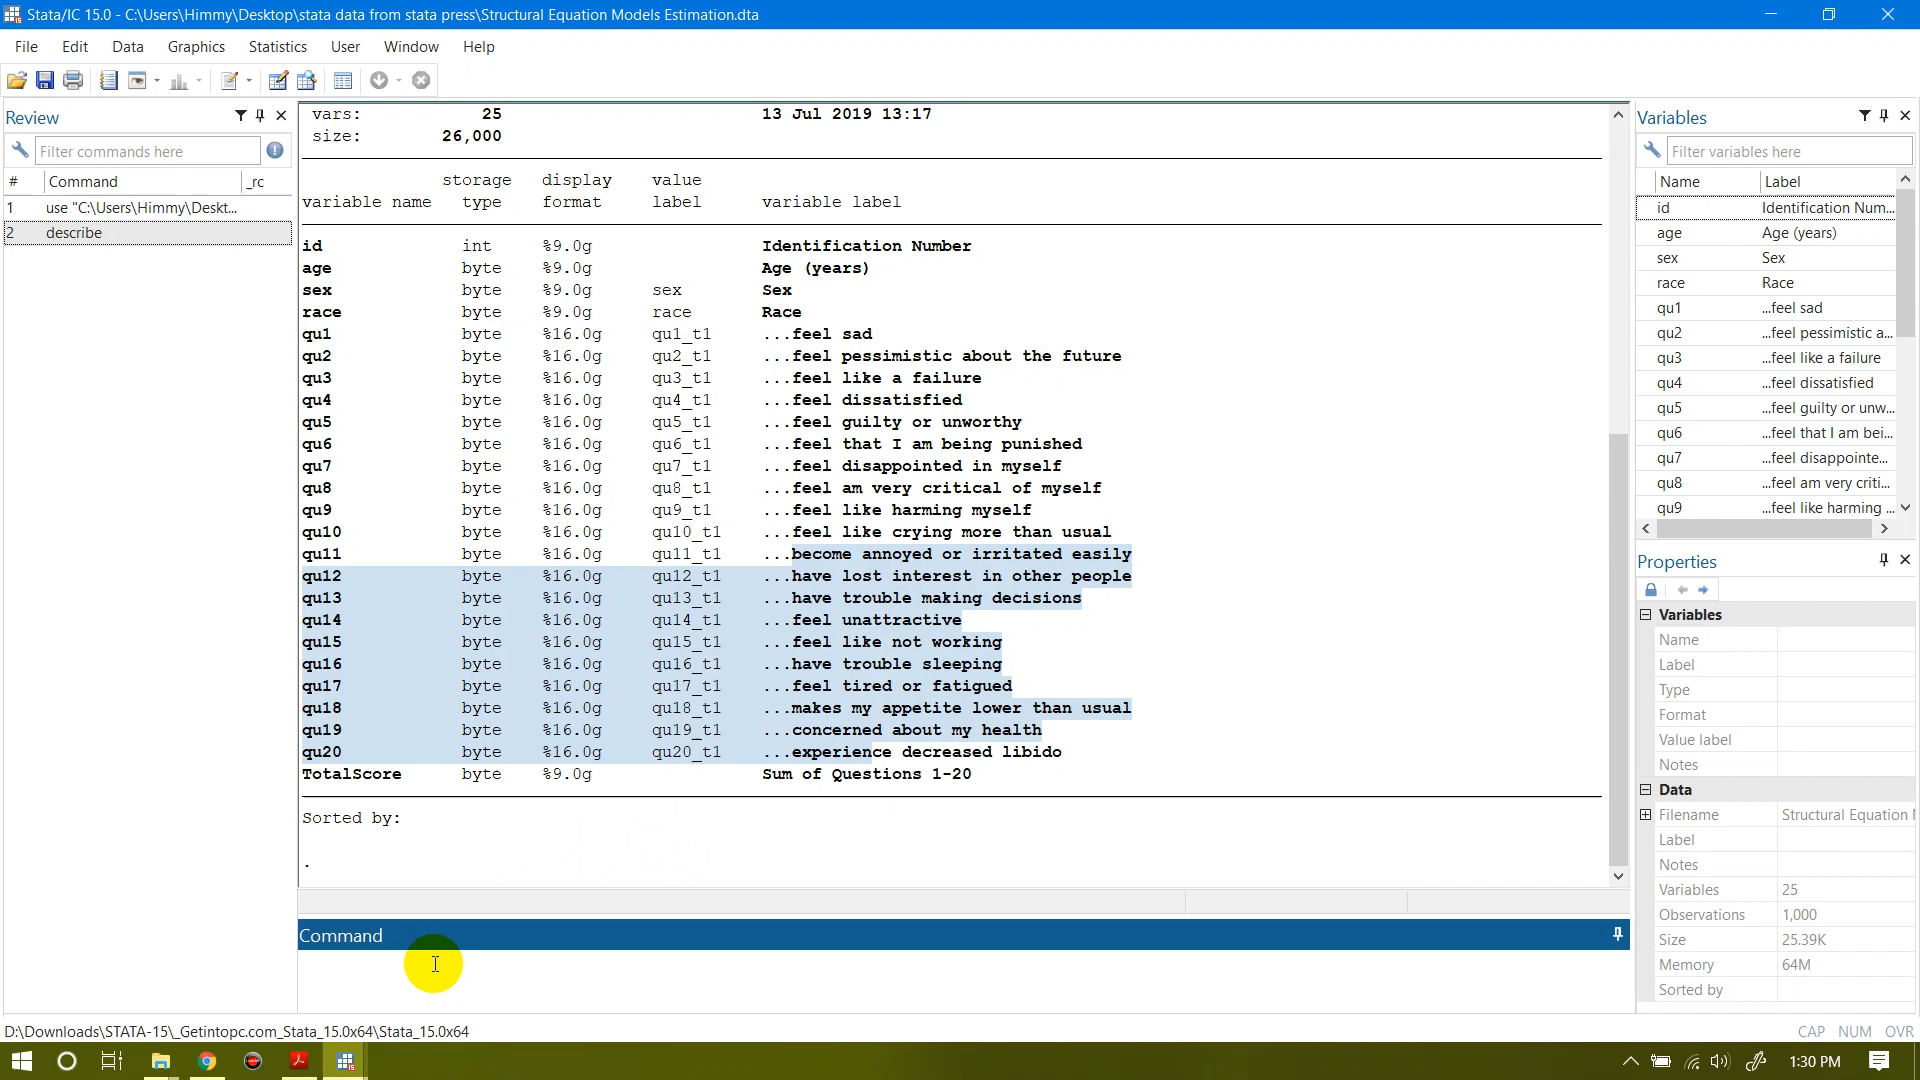 Stata/IC 15.0 - C:\Users\Himmy\Desktop\stata data from stata press\Structural Equation Models Estimation.dta
File Edit Data Graphics Statistics User Window Help
Review
Filter commands here
# Command _rc
1 use "C:\Users\Himmy\Deskt...
2 describe
vars: 25 13 Jul 2019 13:17
size: 26,000
storage display value
variable name type format label variable label
id int %9.0g Identification Number
age byte %9.0g Age (years)
sex byte %9.0g sex Sex
race byte %9.0g race Race
qu1 byte %16.0g qu1_t1 ...feel sad
qu2 byte %16.0g qu2_t1 ...feel pessimistic about the future
qu3 byte %16.0g qu3_t1 ...feel like a failure
qu4 byte %16.0g qu4_t1 ...feel dissatisfied
qu5 byte %16.0g qu5_t1 ...feel guilty or unworthy
qu6 byte %16.0g qu6_t1 ...feel that I am being punished
qu7 byte %16.0g qu7_t1 ...feel disappointed in myself
qu8 byte %16.0g qu8_t1 ...feel am very critical of myself
qu9 byte %16.0g qu9_t1 ...feel like harming myself
qu10 byte %16.0g qu10_t1 ...feel like crying more than usual
qu11 byte %16.0g qu11_t1 ...become annoyed or irritated easily
qu12 byte %16.0g qu12_t1 ...have lost interest in other people
qu13 byte %16.0g qu13_t1 ...have trouble making decisions
qu14 byte %16.0g qu14_t1 ...feel unattractive
qu15 byte %16.0g qu15_t1 ...feel like not working
qu16 byte %16.0g qu16_t1 ...have trouble sleeping
qu17 byte %16.0g qu17_t1 ...feel tired or fatigued
qu18 byte %16.0g qu18_t1 ...makes my appetite lower than usual
qu19 byte %16.0g qu19_t1 ...concerned about my health
qu20 byte %16.0g qu20_t1 ...experience decreased libido
TotalScore byte %9.0g Sum of Questions 1-20
Sorted by:
.
Command
Variables
Filter variables here
Name Label
id Identification Num...
age Age (years)
sex Sex
race Race
qu1 ...feel sad
qu2 ...feel pessimistic a...
qu3 ...feel like a failure
qu4 ...feel dissatisfied
qu5 ...feel guilty or unw...
qu6 ...feel that I am bei...
qu7 ...feel disappointe...
qu8 ...feel am very criti...
qu9 ...feel like harming ...
Properties
Variables
Name
Label
Type
Format
Value label
Notes
Data
Filename Structural Equation
Label
Notes
Variables 25
Observations 1,000
Size 25.39K
Memory 64M
Sorted by
D:\Downloads\STATA-15\_Getintopc.com_Stata_15.0x64\Stata_15.0x64
CAP NUM OVR
1:30 PM